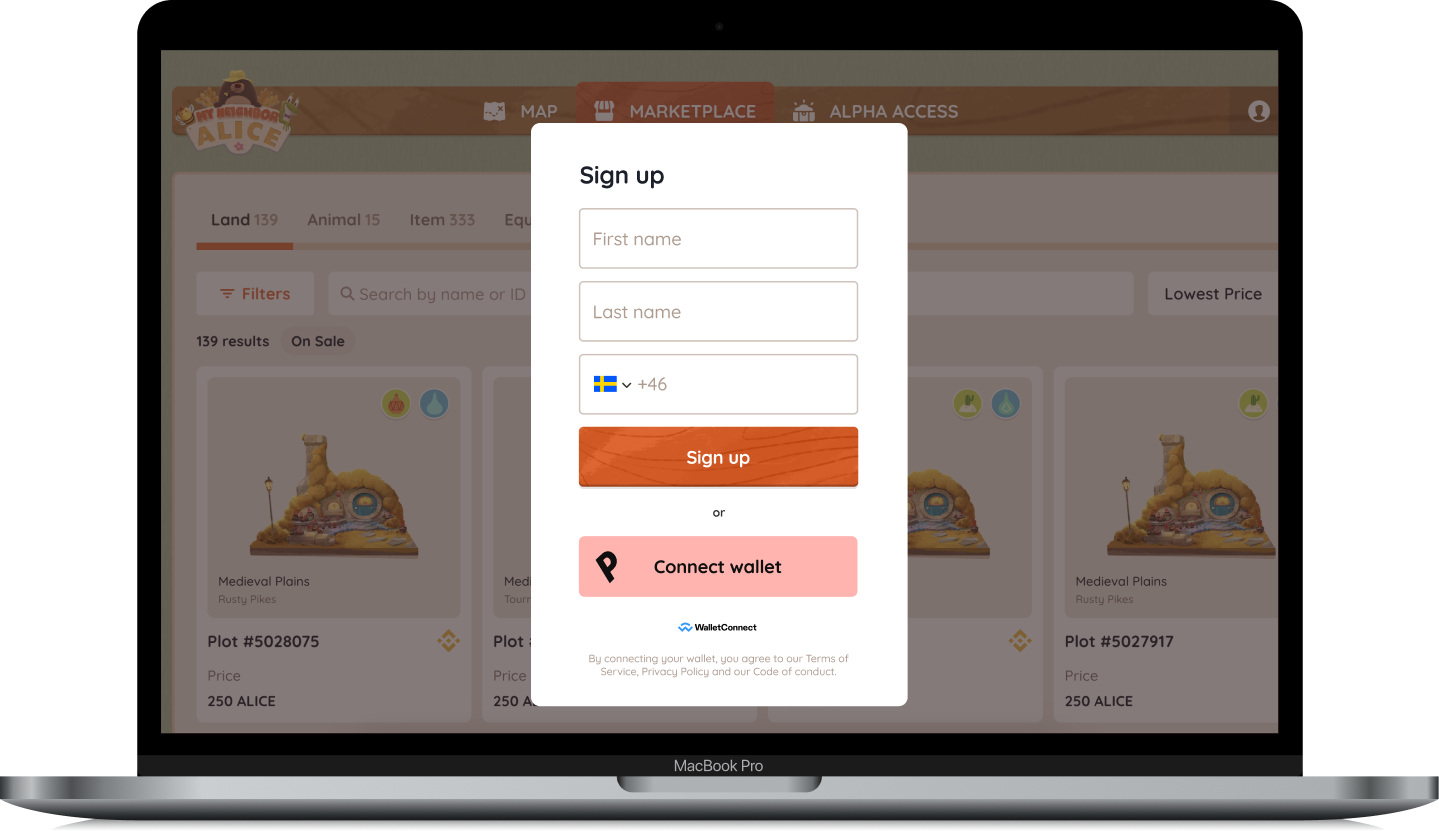 MY NEIGHBOR
ALICE
MAP
MARKETPLACE
ALPHA ACCESS
Land 139
Animal 15
Item 333
Equ
Filters
Search by name or ID
Lowest Price
139 results
On Sale
Medieval Plains
Rusty Pikes
Plot #5028075
Price
250 ALICE
Medi
Tourn
Plot
Price
250 A
Medieval Plains
Rusty Pikes
Plot #5027917
Price
250 ALICE
Sign up
First name
Last name
+46
Sign up
or
Connect wallet
WalletConnect
By connecting your wallet, you agree to our Terms of
Service, Privacy Policy and our Code of conduct.
MacBook Pro